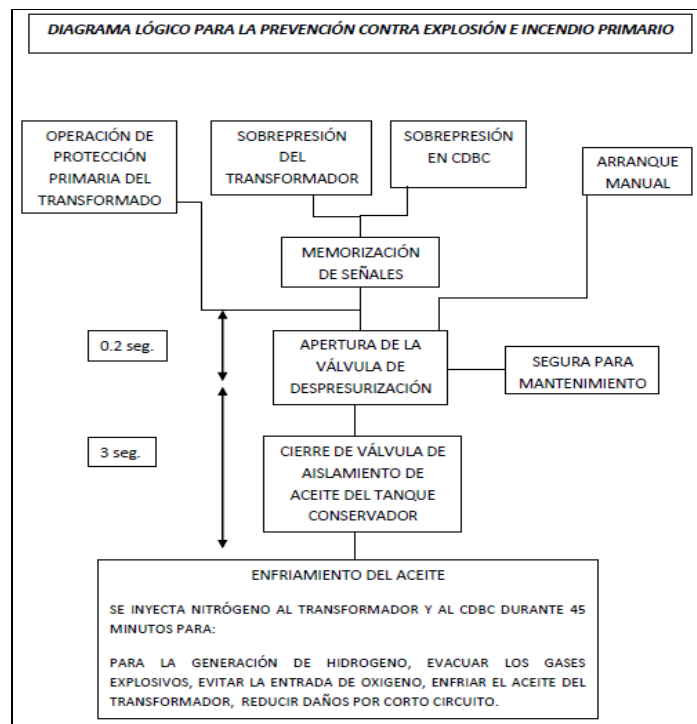 DIAGRAMA LÓGICO PARA LA PREVENCIÓN CONTRA EXPLOSIÓN E INCENDIO PRIMARIO
OPERACIÓN DE
PROTECCIÓN
PRIMARIA DEL
TRANSFORMADO
SOBREPRESIÓN
DEL
TRANSFORMADOR
SOBREPRESIÓN
EN CDBC
ARRANQUE
MANUAL
MEMORIZACIÓN
DE SEÑALES
0.2 seg.
APERTURA DE LA
VÁLVULA DE
DESPRESURIZACIÓN
SEGURA PARA
MANTENIMIENTO
3 seg.
CIERRE DE VÁLVULA DE
AISLAMIENTO DE
ACEITE DEL TANQUE
CONSERVADOR
ENFRIAMIENTO DEL ACEITE
SE INYECTA NITRÓGENO AL TRANSFORMADOR Y AL CDBC DURANTE 45
MINUTOS PARA:
PARA LA GENERACIÓN DE HIDROGENO, EVACUAR LOS GASES
EXPLOSIVOS, EVITAR LA ENTRADA DE OXIGENO, ENFRIAR EL ACEITE DEL
TRANSFORMADOR, REDUCIR DAÑOS POR CORTO CIRCUITO.